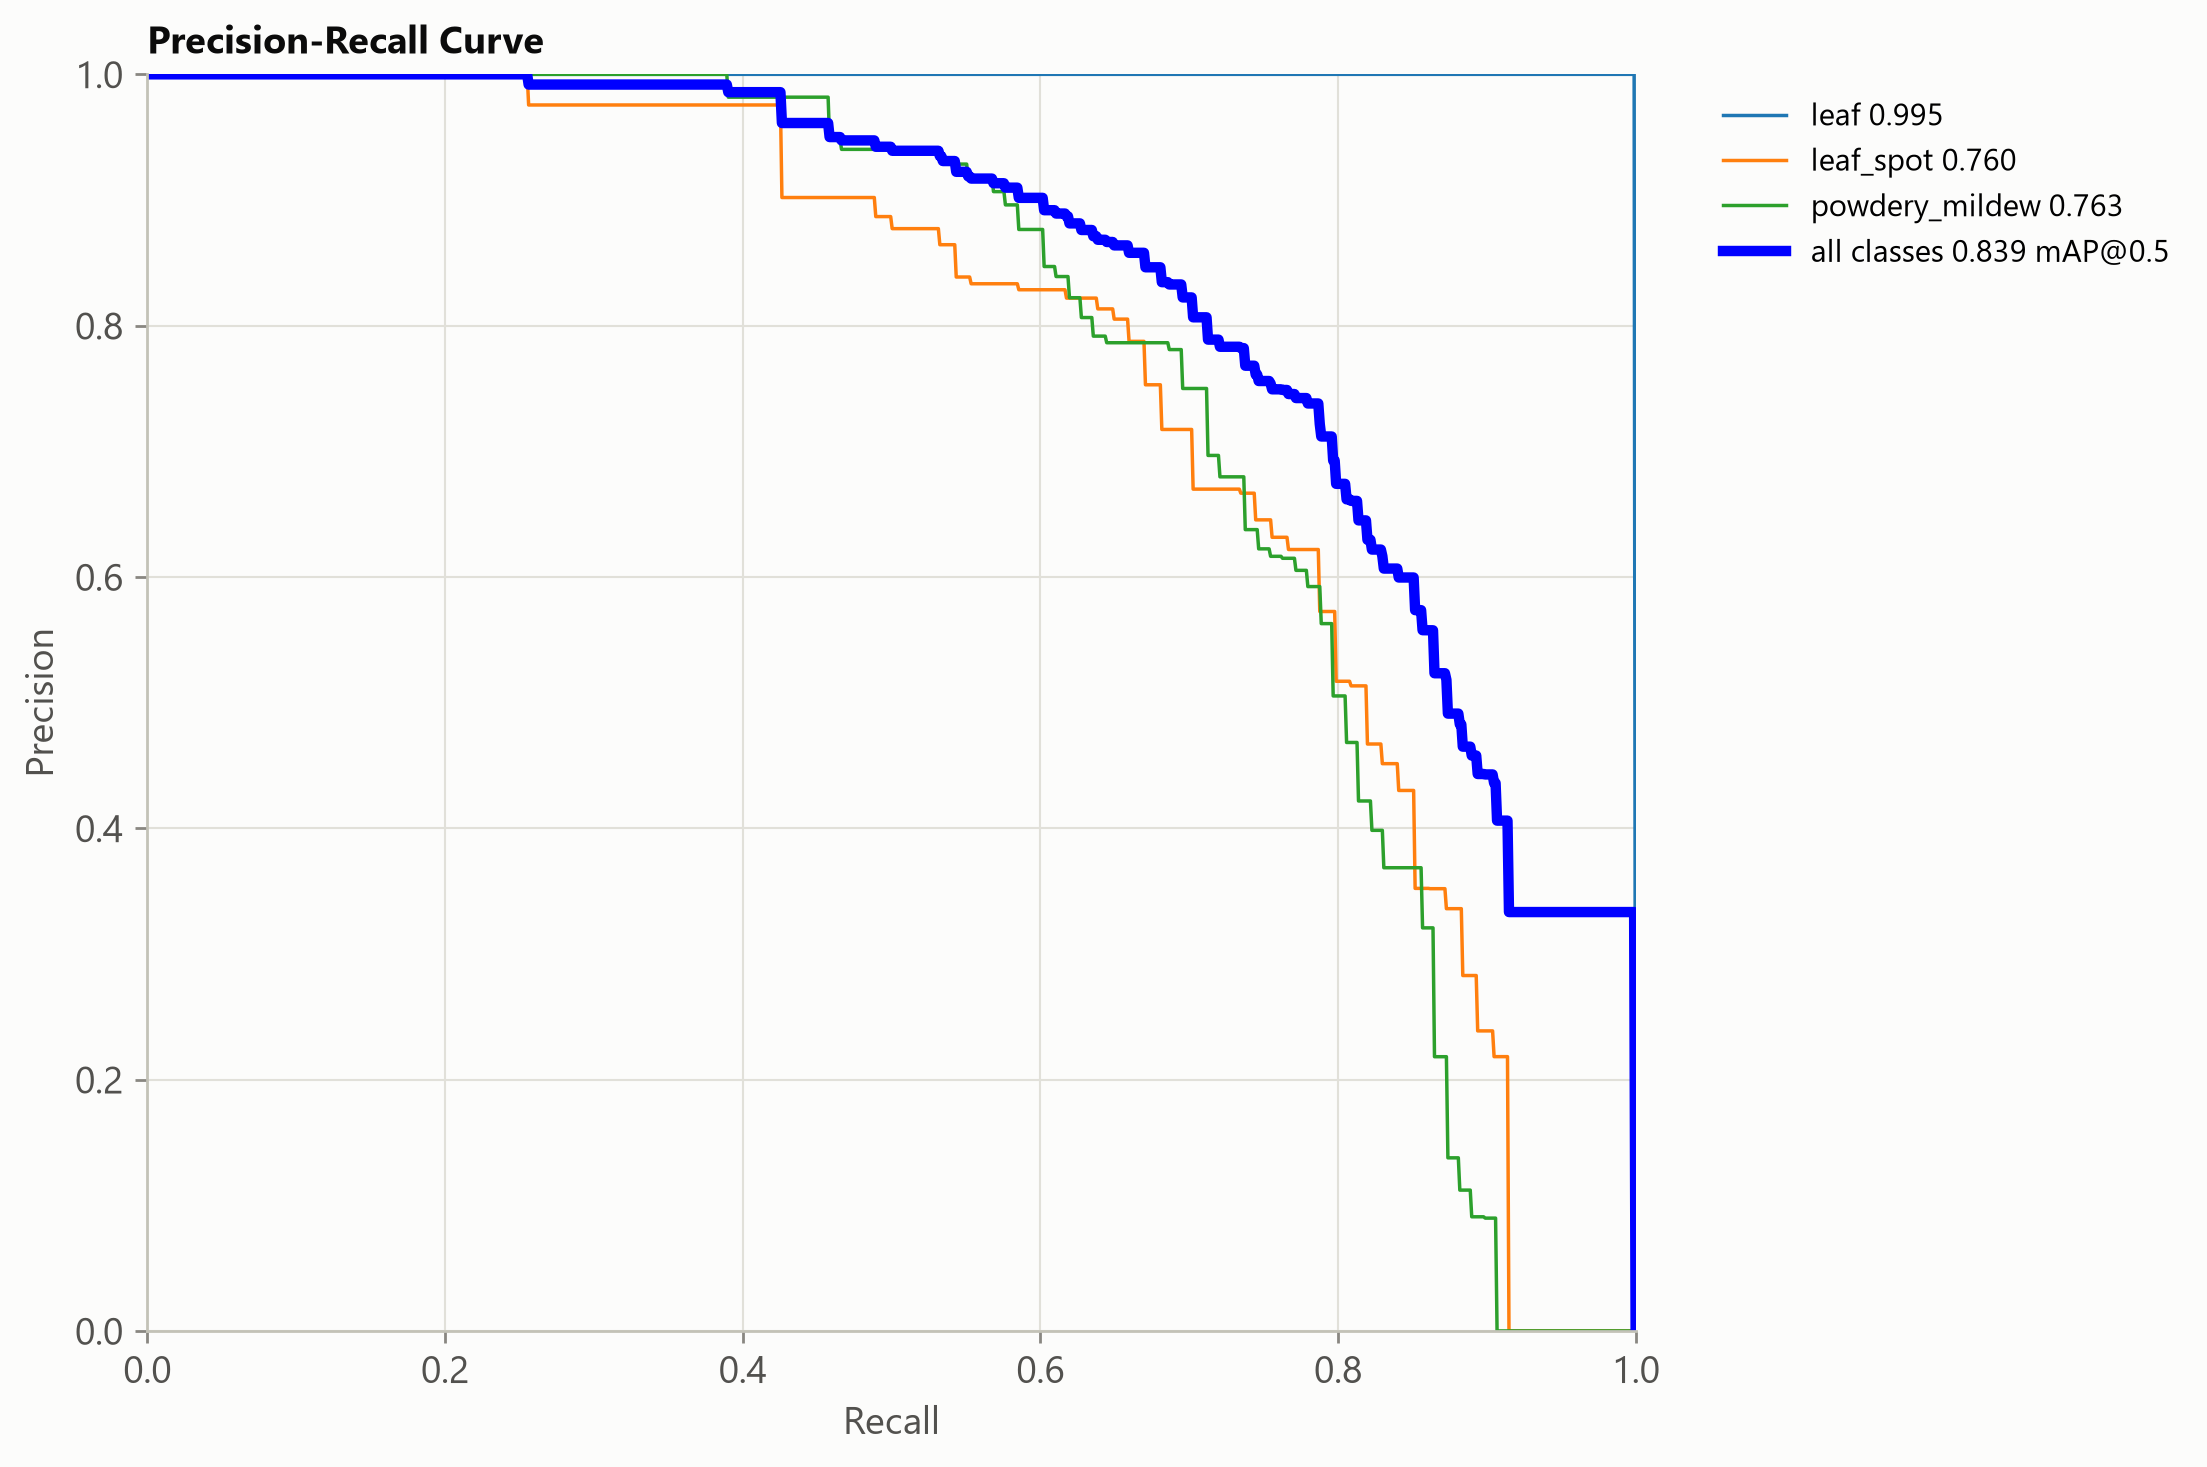 Precision-Recall Curve
1.0
0.8
0.6
0.4
0.2
0.0
Precision
0.0 0.2 0.4 0.6 0.8 1.0
Recall
leaf 0.995
leaf_spot 0.760
powdery_mildew 0.763
all classes 0.839 mAP@0.5